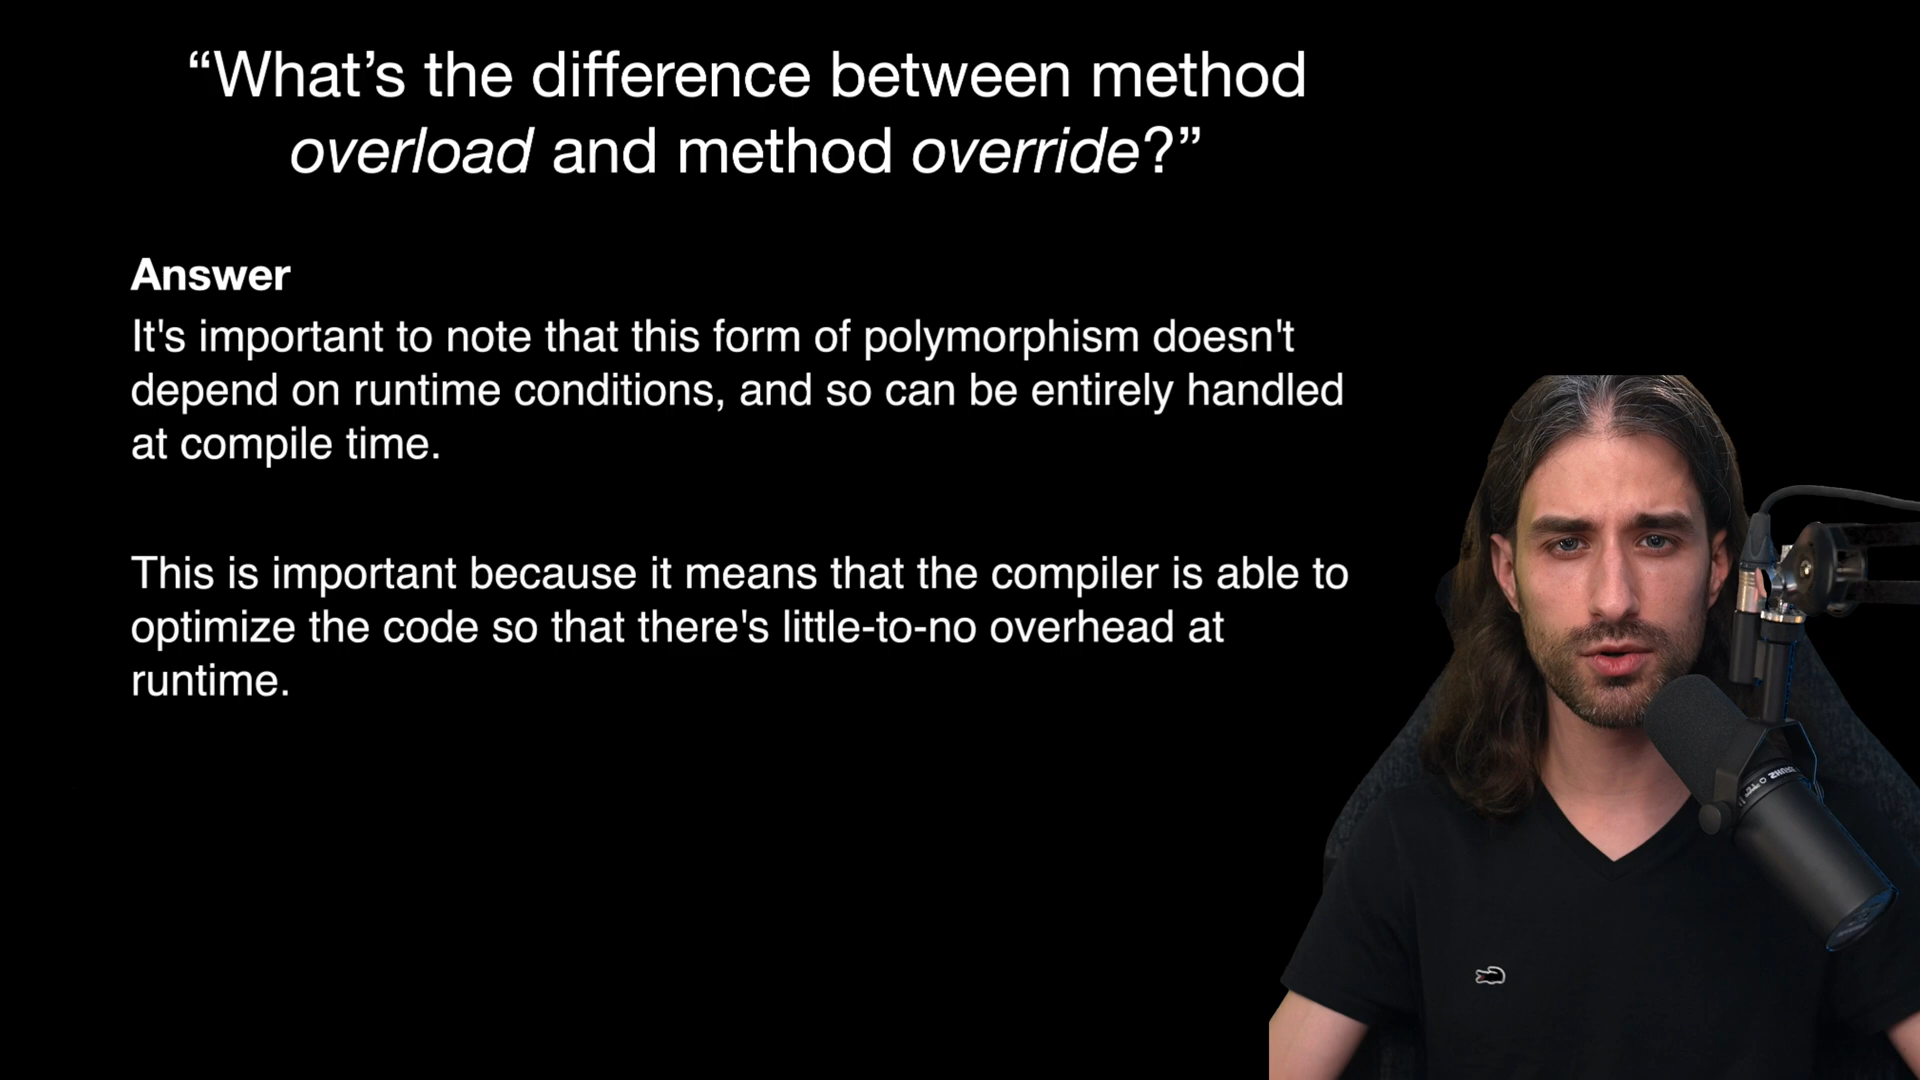 “What’s the difference between method
overload and method override?”
Answer
It's important to note that this form of polymorphism doesn't
depend on runtime conditions, and so can be entirely handled
at compile time.
This is important because it means that the compiler is able to
optimize the code so that there's little-to-no overhead at
runtime.